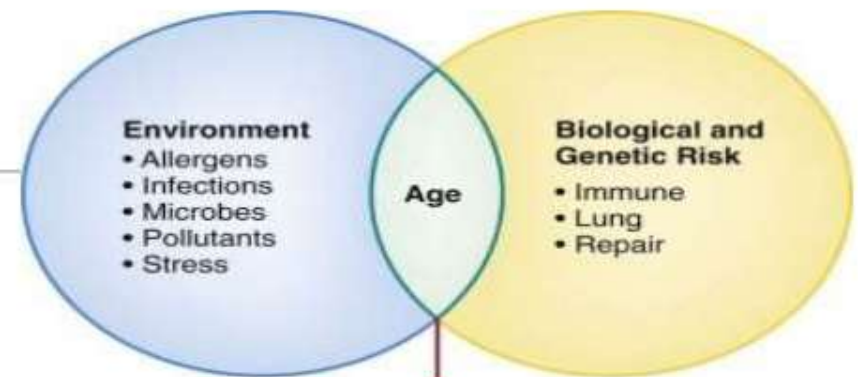 Environment
• Allergens
• Infections
• Microbes
• Pollutants
• Stress
Age
Biological and
Genetic Risk
• Immune
• Lung
• Repair